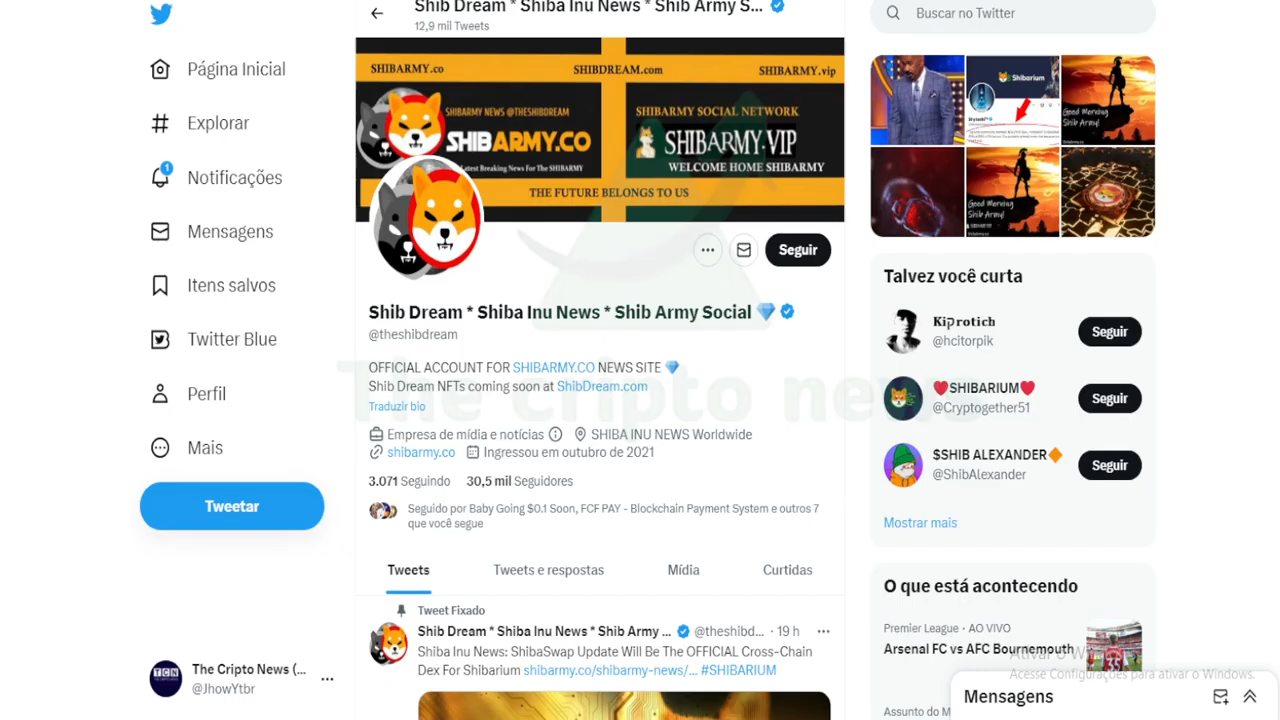 Shib Dream * Shiba Inu News * Shib Army S...
12,9 mil Tweets
Buscar no Twitter
Página Inicial
Explorar
1
Notificações
Mensagens
Itens salvos
Twitter Blue
Perfil
Mais
Tweetar
The Cripto News (...
@JhowYtbr
SHIBARMY.co
SHIBDREAM.com
SHIBARMY.vip
SHIBARMY NEWS @THESHIBDREAM
SHIBARMY.CO
Latest Breaking News For The SHIBARMY
SHIBARMY SOCIAL NETWORK
SHIBARMY.VIP
WELCOME HOME SHIBARMY
THE FUTURE BELONGS TO US
Seguir
Shib Dream * Shiba Inu News * Shib Army Social
@theshibdream
OFFICIAL ACCOUNT FOR SHIBARMY.CO NEWS SITE
Shib Dream NFTs coming soon at ShibDream.com
Traduzir bio
Empresa de mídia e notícias
SHIBA INU NEWS Worldwide
shibarmy.co
Ingressou em outubro de 2021
3.071 Seguindo
30,5 mil Seguidores
Seguido por Baby Going $0.1 Soon, FCF PAY - Blockchain Payment System e outros 7
que você segue
The cripto news
Tweets
Tweets e respostas
Mídia
Curtidas
Tweet Fixado
Shib Dream * Shiba Inu News * Shib Army ... @theshibd... · 19 h
Shiba Inu News: ShibaSwap Update Will Be The OFFICIAL Cross-Chain
Dex For Shibarium shibarmy.co/shibarmy-news/... #SHIBARIUM
Shibarium
Good Morning
Shib Army!
Good Morning
Shib Army!
Talvez você curta
Kiprotich
@hcitorpik
Seguir
SHIBARIUM
@Cryptogether51
Seguir
$SHIB ALEXANDER
@ShibAlexander
Seguir
Mostrar mais
O que está acontecendo
Premier League · AO VIVO
Arsenal FC vs AFC Bournemouth
Ativar o W
Acesse Configurações para ativar o Windows.
Mensagens
Assunto do M